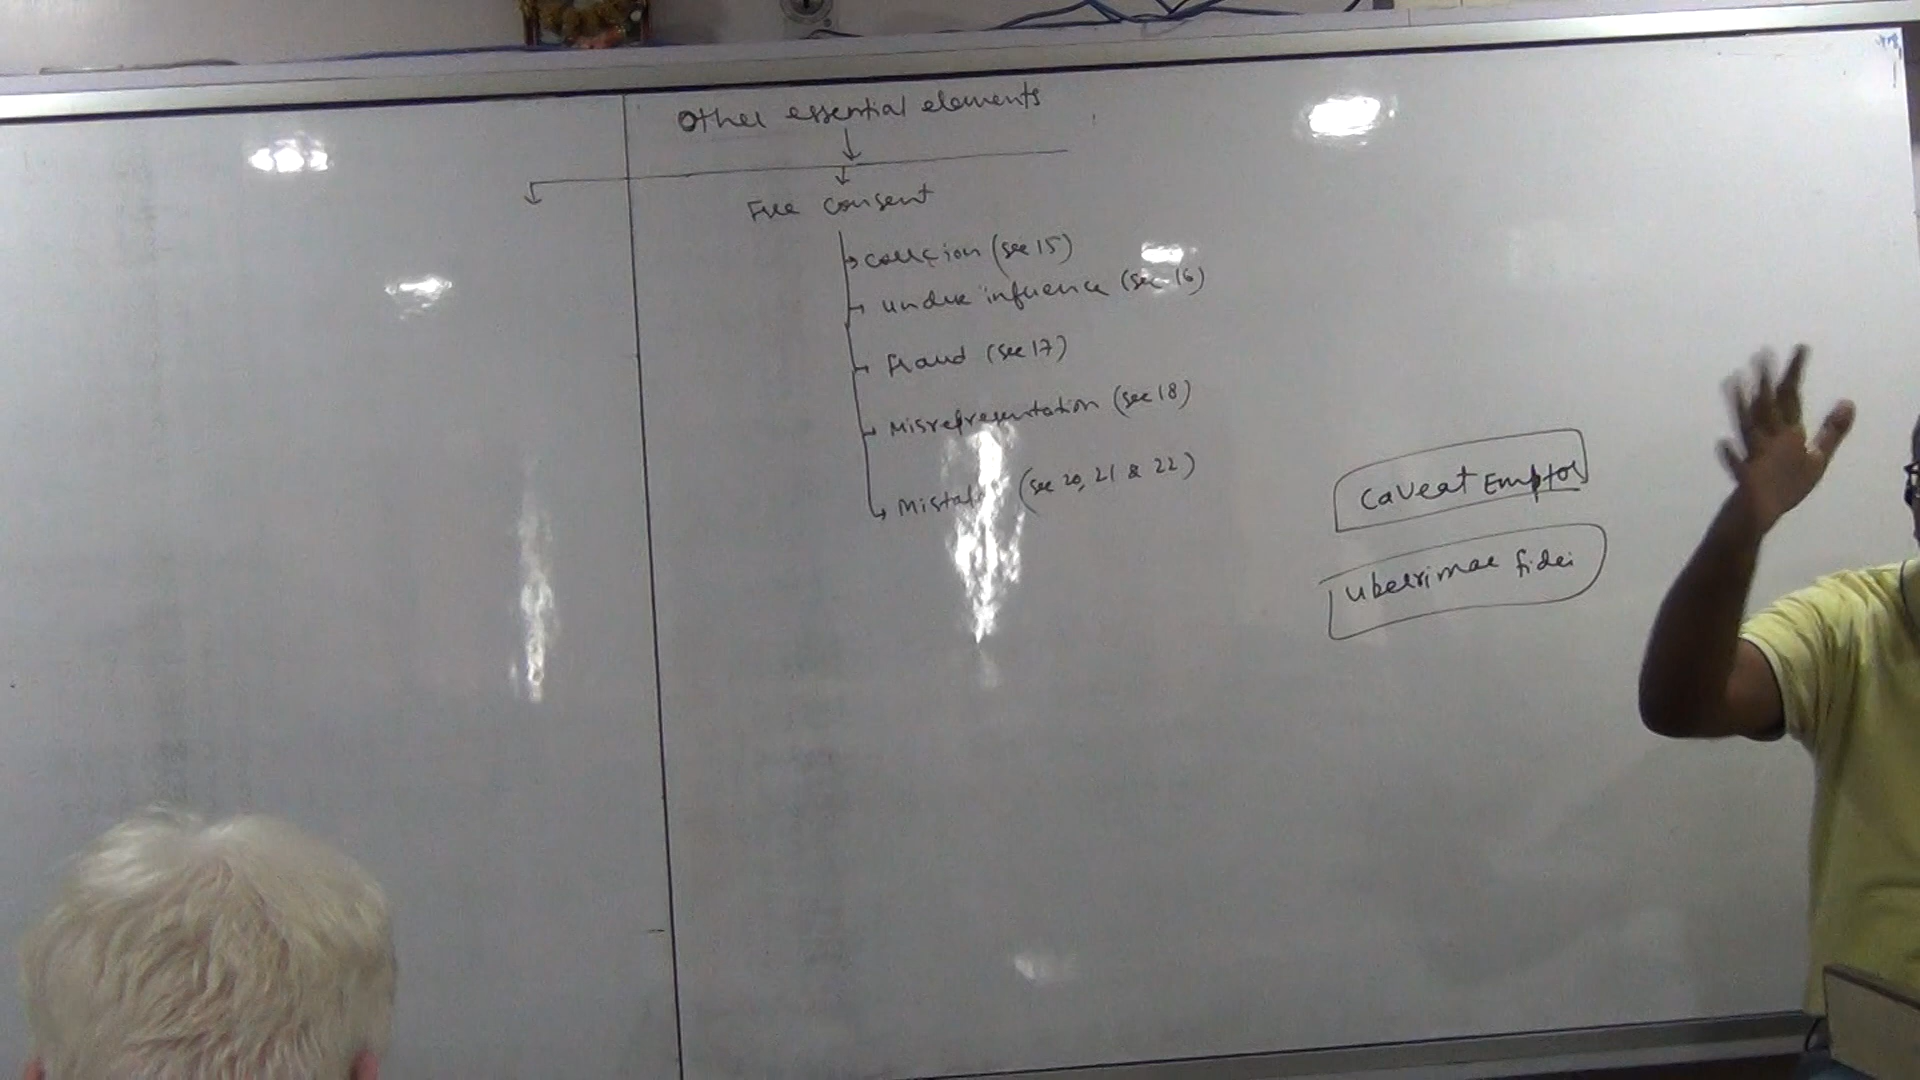 Other essential elements
Free consent
coercion (sec 15)
undue influence (sec 16)
fraud (sec 17)
Misrepresentation (sec 18)
Mistake (sec 20, 21 & 22)
Caveat Emptor
uberrimae fidei